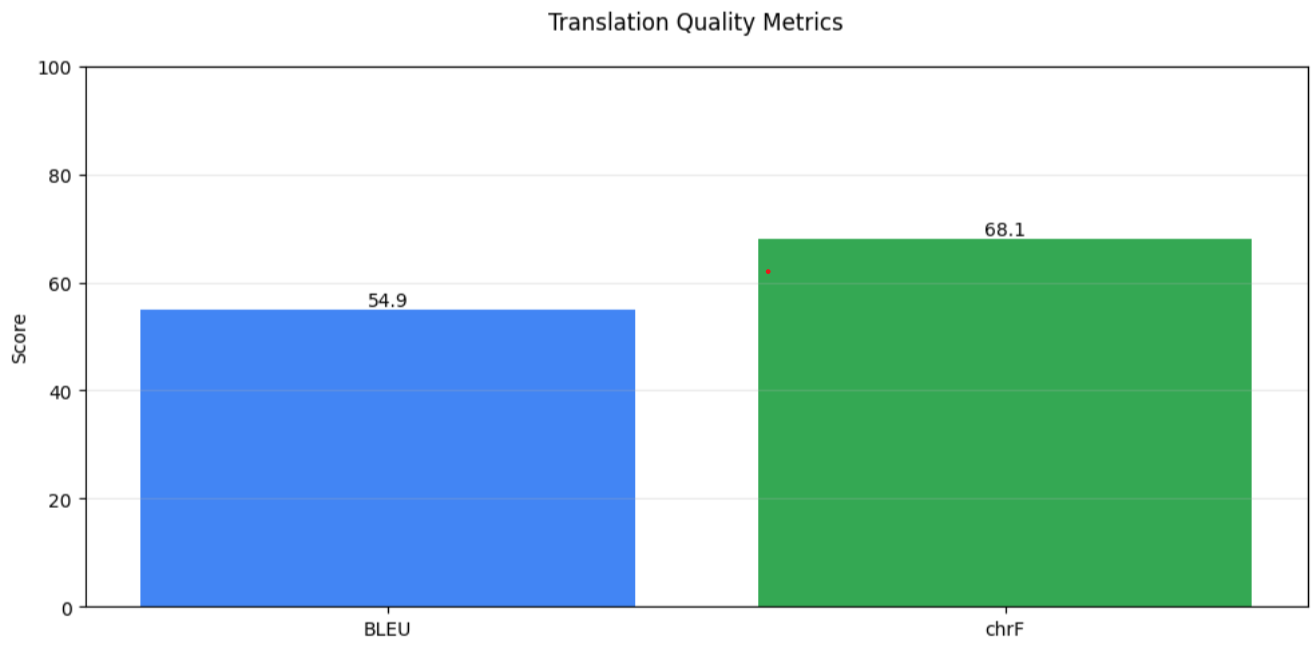 Translation Quality Metrics
100
80
60
40
20
0
Score
54.9
68.1
BLEU
chrF